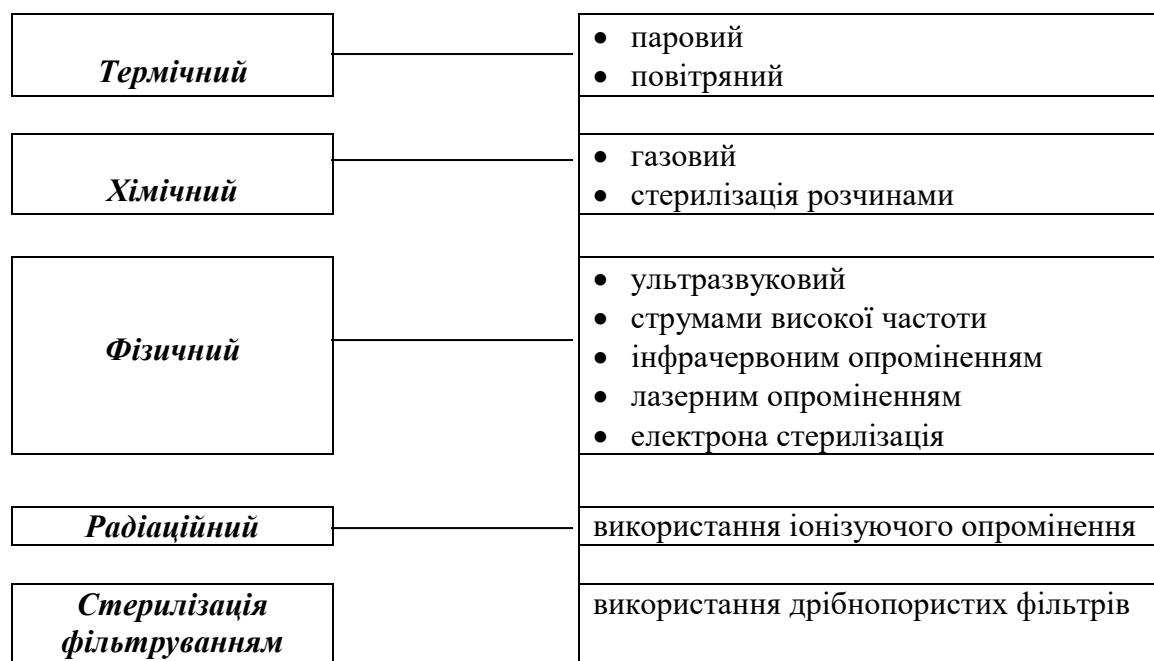 Термічний
• паровий
• повітряний
Хімічний
• газовий
• стерилізація розчинами
Фізичний
• ультразвуковий
• струмами високої частоти
• інфрачервоним опроміненням
• лазерним опроміненням
• електрона стерилізація
Радіаційний
використання іонізуючого опромінення
Стерилізація
фільтруванням
використання дрібнопористих фільтрів